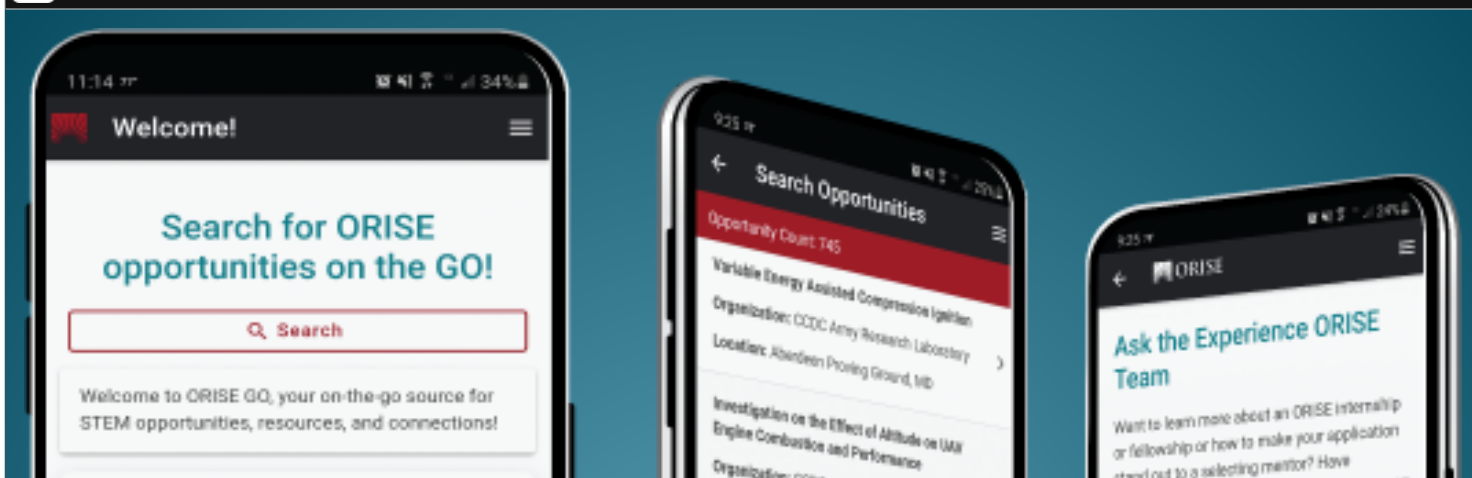 11:14
34%
Welcome!
Search for ORISE
opportunities on the GO!
Search
Welcome to ORISE GO, your on-the-go source for
STEM opportunities, resources, and connections!
9:25
Search Opportunities
Opportunity Count: 745
Variable Energy Assisted Compression Ignition
Organization: CCDC Army Research Laboratory
Location: Aberdeen Proving Ground, MD
Investigation on the Effect of Altitude on UAV
Engine Combustion and Performance
Organization:
9:25
ORISE
Ask the Experience ORISE
Team
Want to learn more about an ORISE internship
or fellowship or how to make your application
stand out to a selecting mentor? Have